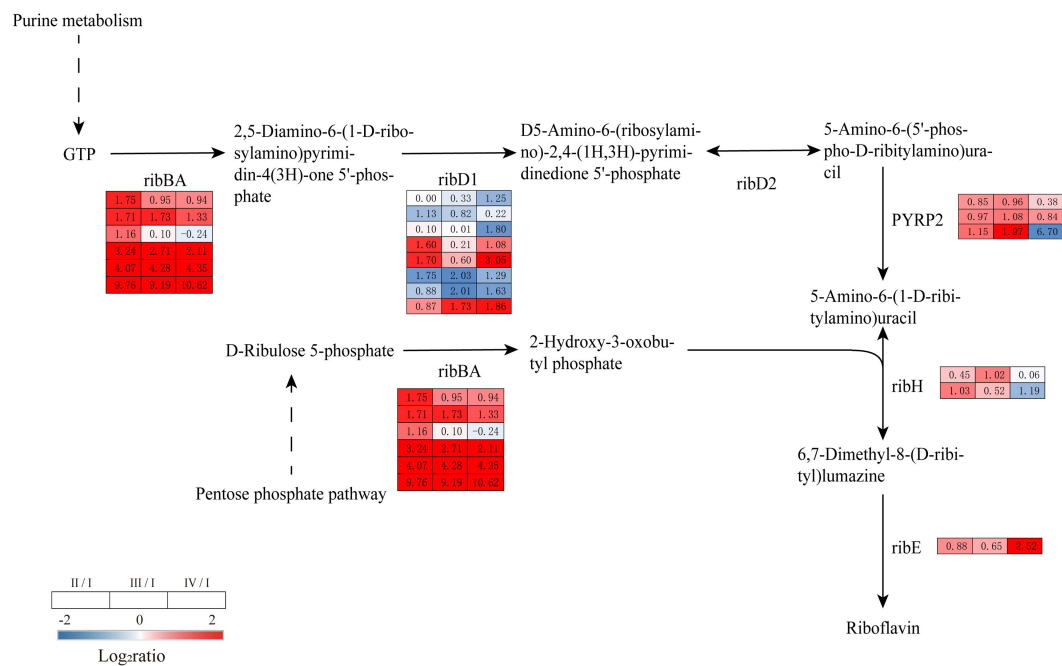 Purine metabolism
GTP
2,5-Diamino-6-(1-D-ribo-
sylamino)pyrimi-
din-4(3H)-one 5'-phos-
phate
D5-Amino-6-(ribosylami-
no)-2,4-(1H,3H)-pyrimi-
dinedione 5'-phosphate
5-Amino-6-(5'-phos-
pho-D-ribitylamino)ura-
cil
ribBA
1.75 0.95 0.94
1.71 1.73 1.33
1.16 0.10 -0.24
3.24 2.71 2.11
4.07 4.28 4.35
9.76 9.19 10.62
ribD1
0.00 0.33 1.25
1.13 0.82 0.22
0.10 0.01 1.80
1.60 0.21 1.08
1.70 0.60 3.05
1.75 2.03 1.29
0.88 2.01 1.63
0.87 1.73 1.86
ribD2
PYRP2
0.85 0.96 0.38
0.97 1.08 0.84
1.15 1.97 6.70
5-Amino-6-(1-D-ribi-
tylamino)uracil
D-Ribulose 5-phosphate
2-Hydroxy-3-oxobu-
tyl phosphate
ribBA
1.75 0.95 0.94
1.71 1.73 1.33
1.16 0.10 -0.24
3.24 2.71 2.11
4.07 4.28 4.35
9.76 9.19 10.62
Pentose phosphate pathway
ribH
0.45 1.02 0.06
1.03 0.52 1.19
6,7-Dimethyl-8-(D-ribi-
tyl)lumazine
ribE
0.88 0.65 2.52
Riboflavin
II / I III / I IV / I
-2 0 2
Log₂ratio